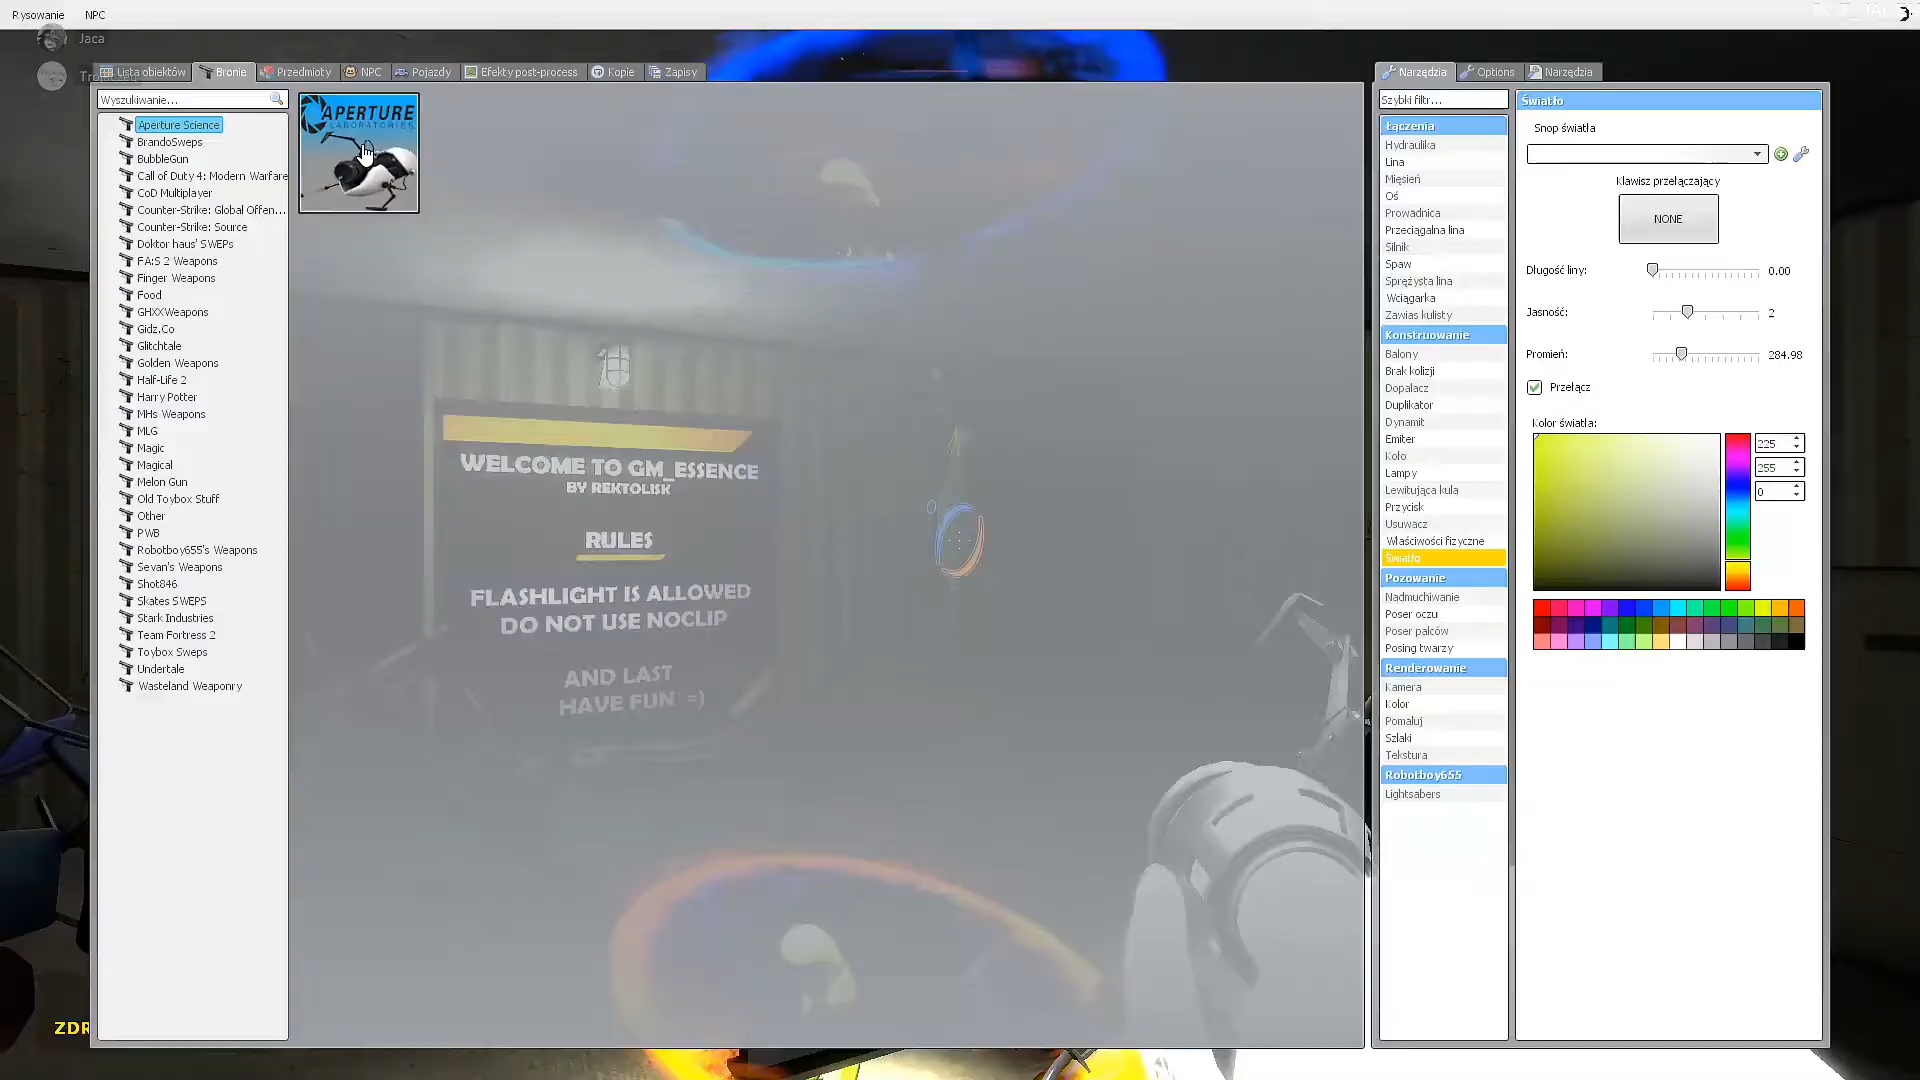 Rysowanie NPC
Jaca
Lista obiektów Bronie Przedmioty NPC Pojazdy Efekty post-process Kopie Zapisy
Wyszukiwanie...
Aperture Science
BrandoSweps
BubbleGun
Call of Duty 4: Modern Warfare
CoD Multiplayer
Counter-Strike: Global Offen...
Counter-Strike: Source
Doktor haus' SWEPs
FA:S 2 Weapons
Finger Weapons
Food
GHXXWeapons
Gidz.Co
Glitchtale
Golden Weapons
Half-Life 2
Harry Potter
MHs Weapons
MLG
Magic
Magical
Melon Gun
Old Toybox Stuff
Other
PWB
Robotboy655's Weapons
Sevan's Weapons
Shot846
Skates SWEPS
Stark Industries
Team Fortress 2
Toybox Sweps
Undertale
Wasteland Weaponry
ZDR
APERTURE
LABORATORIES
WELCOME TO GM_ESSENCE
BY REKTOLISK
RULES
FLASHLIGHT IS ALLOWED
DO NOT USE NOCLIP
AND LAST
HAVE FUN =)
Narzędzia Options Narzędzia
Szybki filtr...
Łączenia
Hydraulika
Lina
Mięsień
Oś
Prowadnica
Przeciągalna lina
Silnik
Spaw
Sprężysta lina
Wciągarka
Zawias kulisty
Konstruowanie
Balony
Brak kolizji
Dopalacz
Duplikator
Dynamit
Emiter
Koło
Lampy
Lewitująca kula
Przycisk
Usuwacz
Właściwości fizyczne
Światło
Pozowanie
Nadmuchiwanie
Poser oczu
Poser palców
Posing twarzy
Renderowanie
Kamera
Kolor
Pomaluj
Szlaki
Tekstura
Robotboy655
Lightsabers
Światło
Snop światła
Klawisz przełączający
NONE
Długość liny: 0.00
Jasność: 2
Promień: 284.98
Przełącz
Kolor światła:
225
255
0